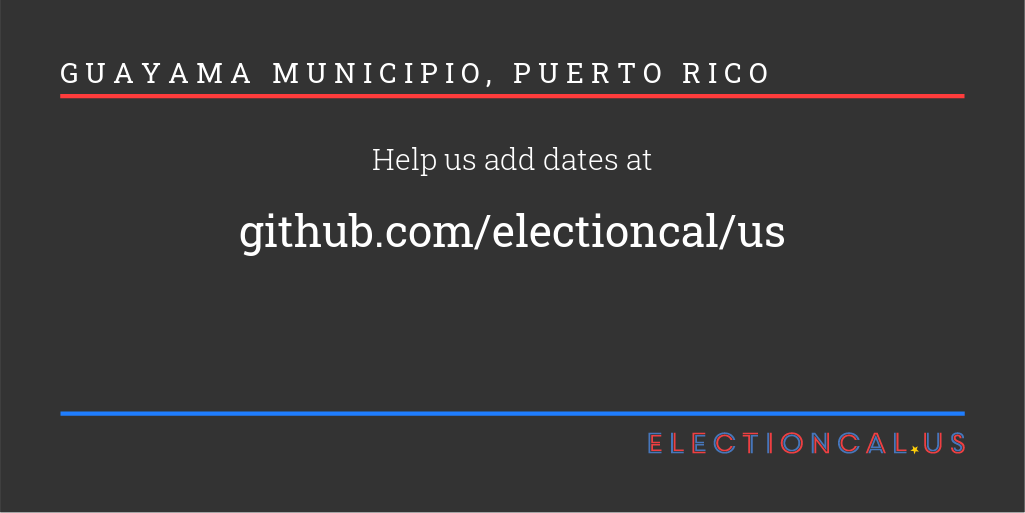 GUAYAMA MUNICIPIO, PUERTO RICO
Help us add dates at
github.com/electioncal/us
ELECTIONCAL.US